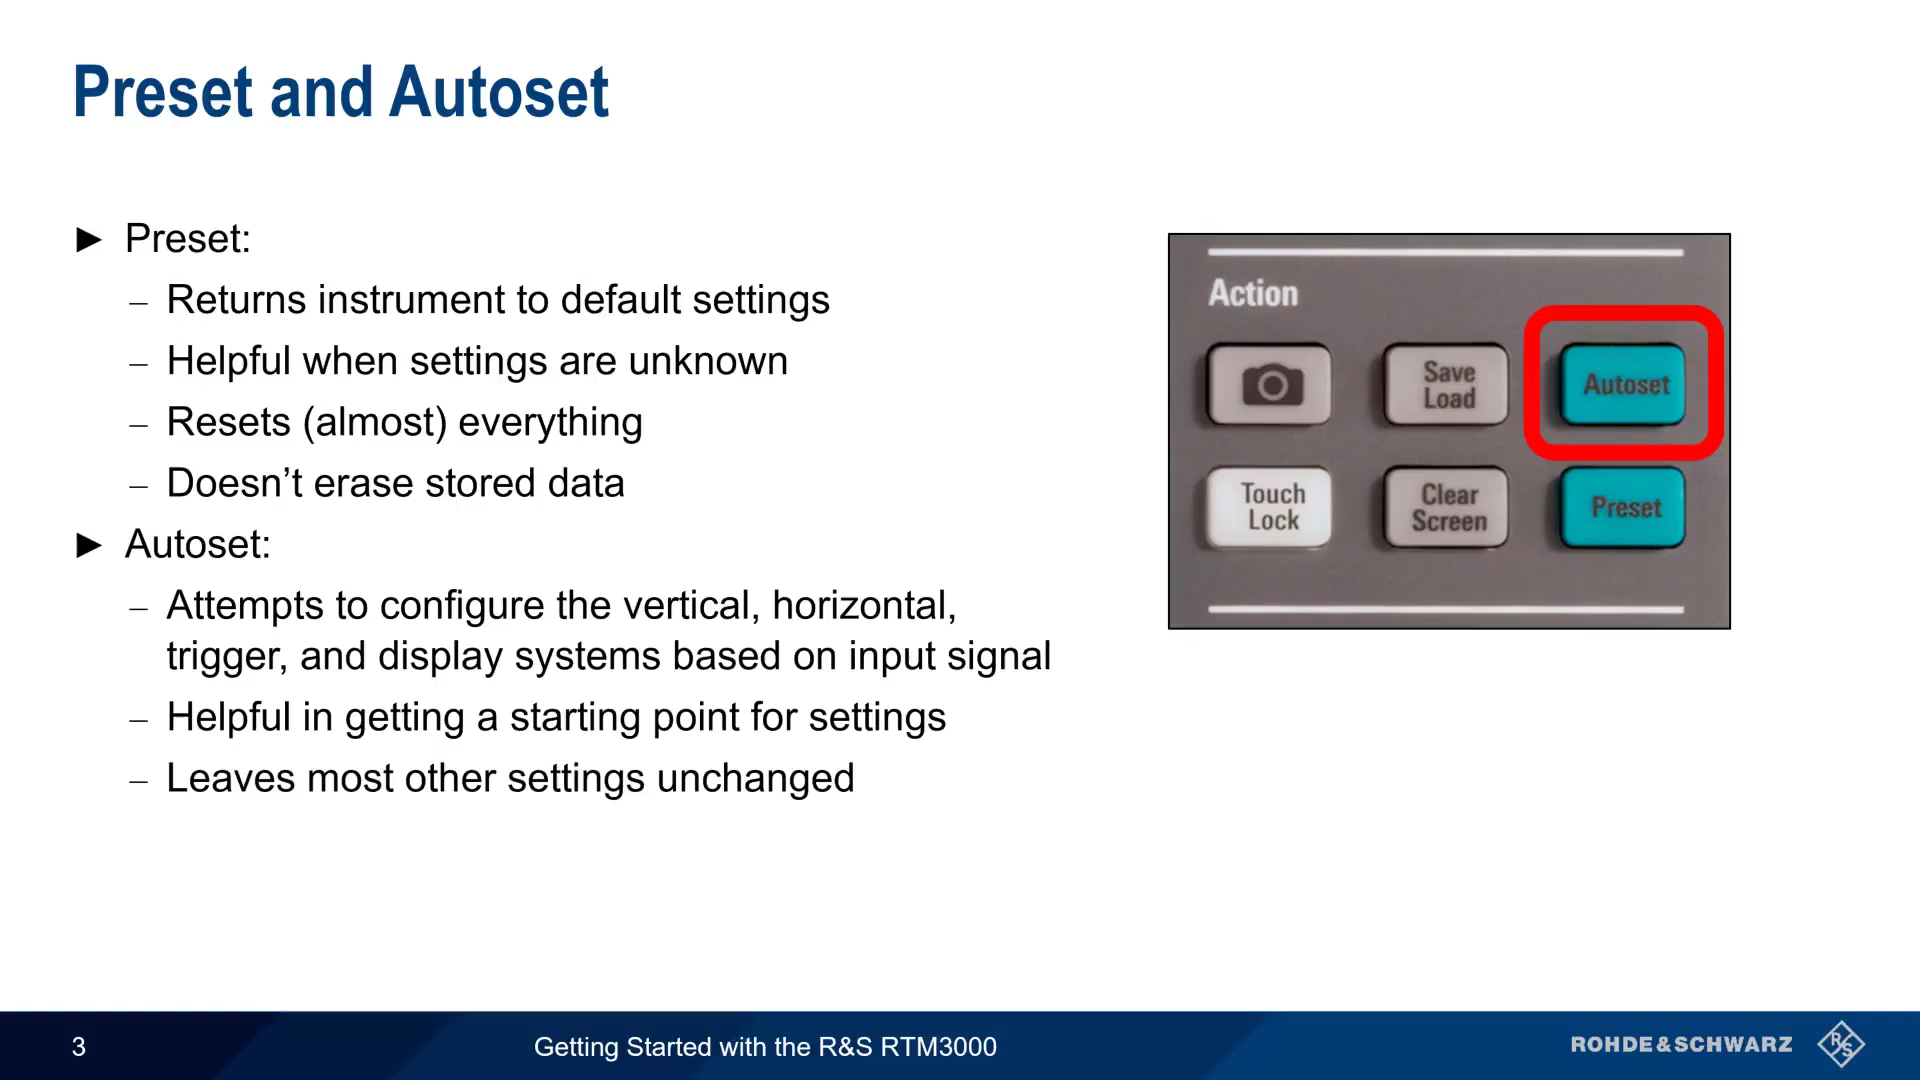 Preset and Autoset
► Preset:
– Returns instrument to default settings
– Helpful when settings are unknown
– Resets (almost) everything
– Doesn’t erase stored data
► Autoset:
– Attempts to configure the vertical, horizontal,
trigger, and display systems based on input signal
– Helpful in getting a starting point for settings
– Leaves most other settings unchanged
Action
Save
Load
Autoset
Touch
Lock
Clear
Screen
Preset
3
Getting Started with the R&S RTM3000
ROHDE&SCHWARZ
R
S